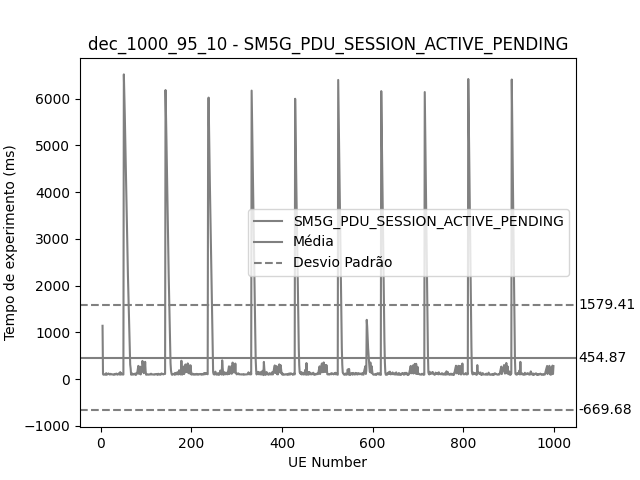 dec_1000_95_10 - SM5G_PDU_SESSION_ACTIVE_PENDING
Tempo de experimento (ms)
6000
5000
4000
3000
2000
1000
0
−1000
SM5G_PDU_SESSION_ACTIVE_PENDING
Média
Desvio Padrão
1579.41
454.87
-669.68
0
200
400
600
800
1000
UE Number